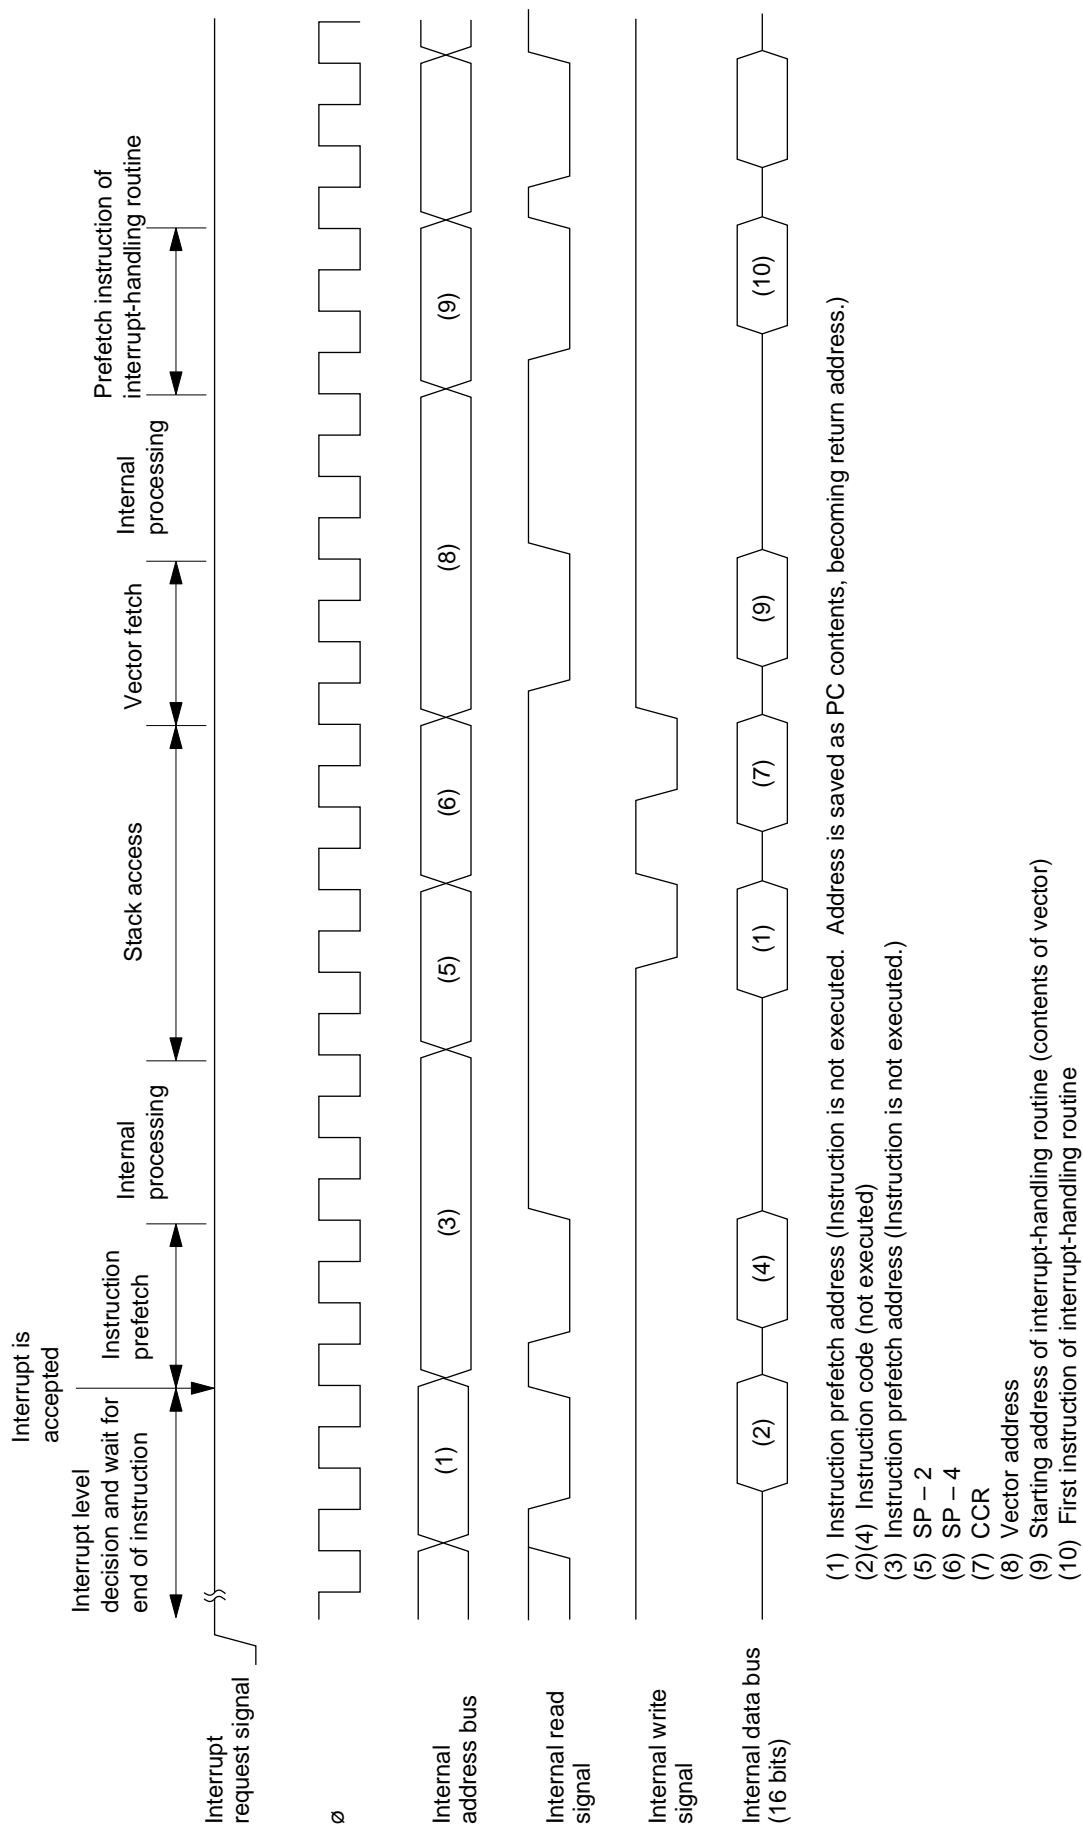 Interrupt is
accepted
Interrupt level
decision and wait for
end of instruction
Instruction
prefetch
Internal
processing
Stack access
Vector fetch
Internal
processing
Prefetch instruction of
interrupt-handling routine
Interrupt
request signal
ø
Internal
address bus
(1)
(3)
(5)
(6)
(8)
(9)
Internal read
signal
Internal write
signal
Internal data bus
(16 bits)
(2)
(4)
(1)
(7)
(9)
(10)
(1) Instruction prefetch address (Instruction is not executed. Address is saved as PC contents, becoming return address.)
(2)(4) Instruction code (not executed)
(3) Instruction prefetch address (Instruction is not executed.)
(5) SP – 2
(6) SP – 4
(7) CCR
(8) Vector address
(9) Starting address of interrupt-handling routine (contents of vector)
(10) First instruction of interrupt-handling routine